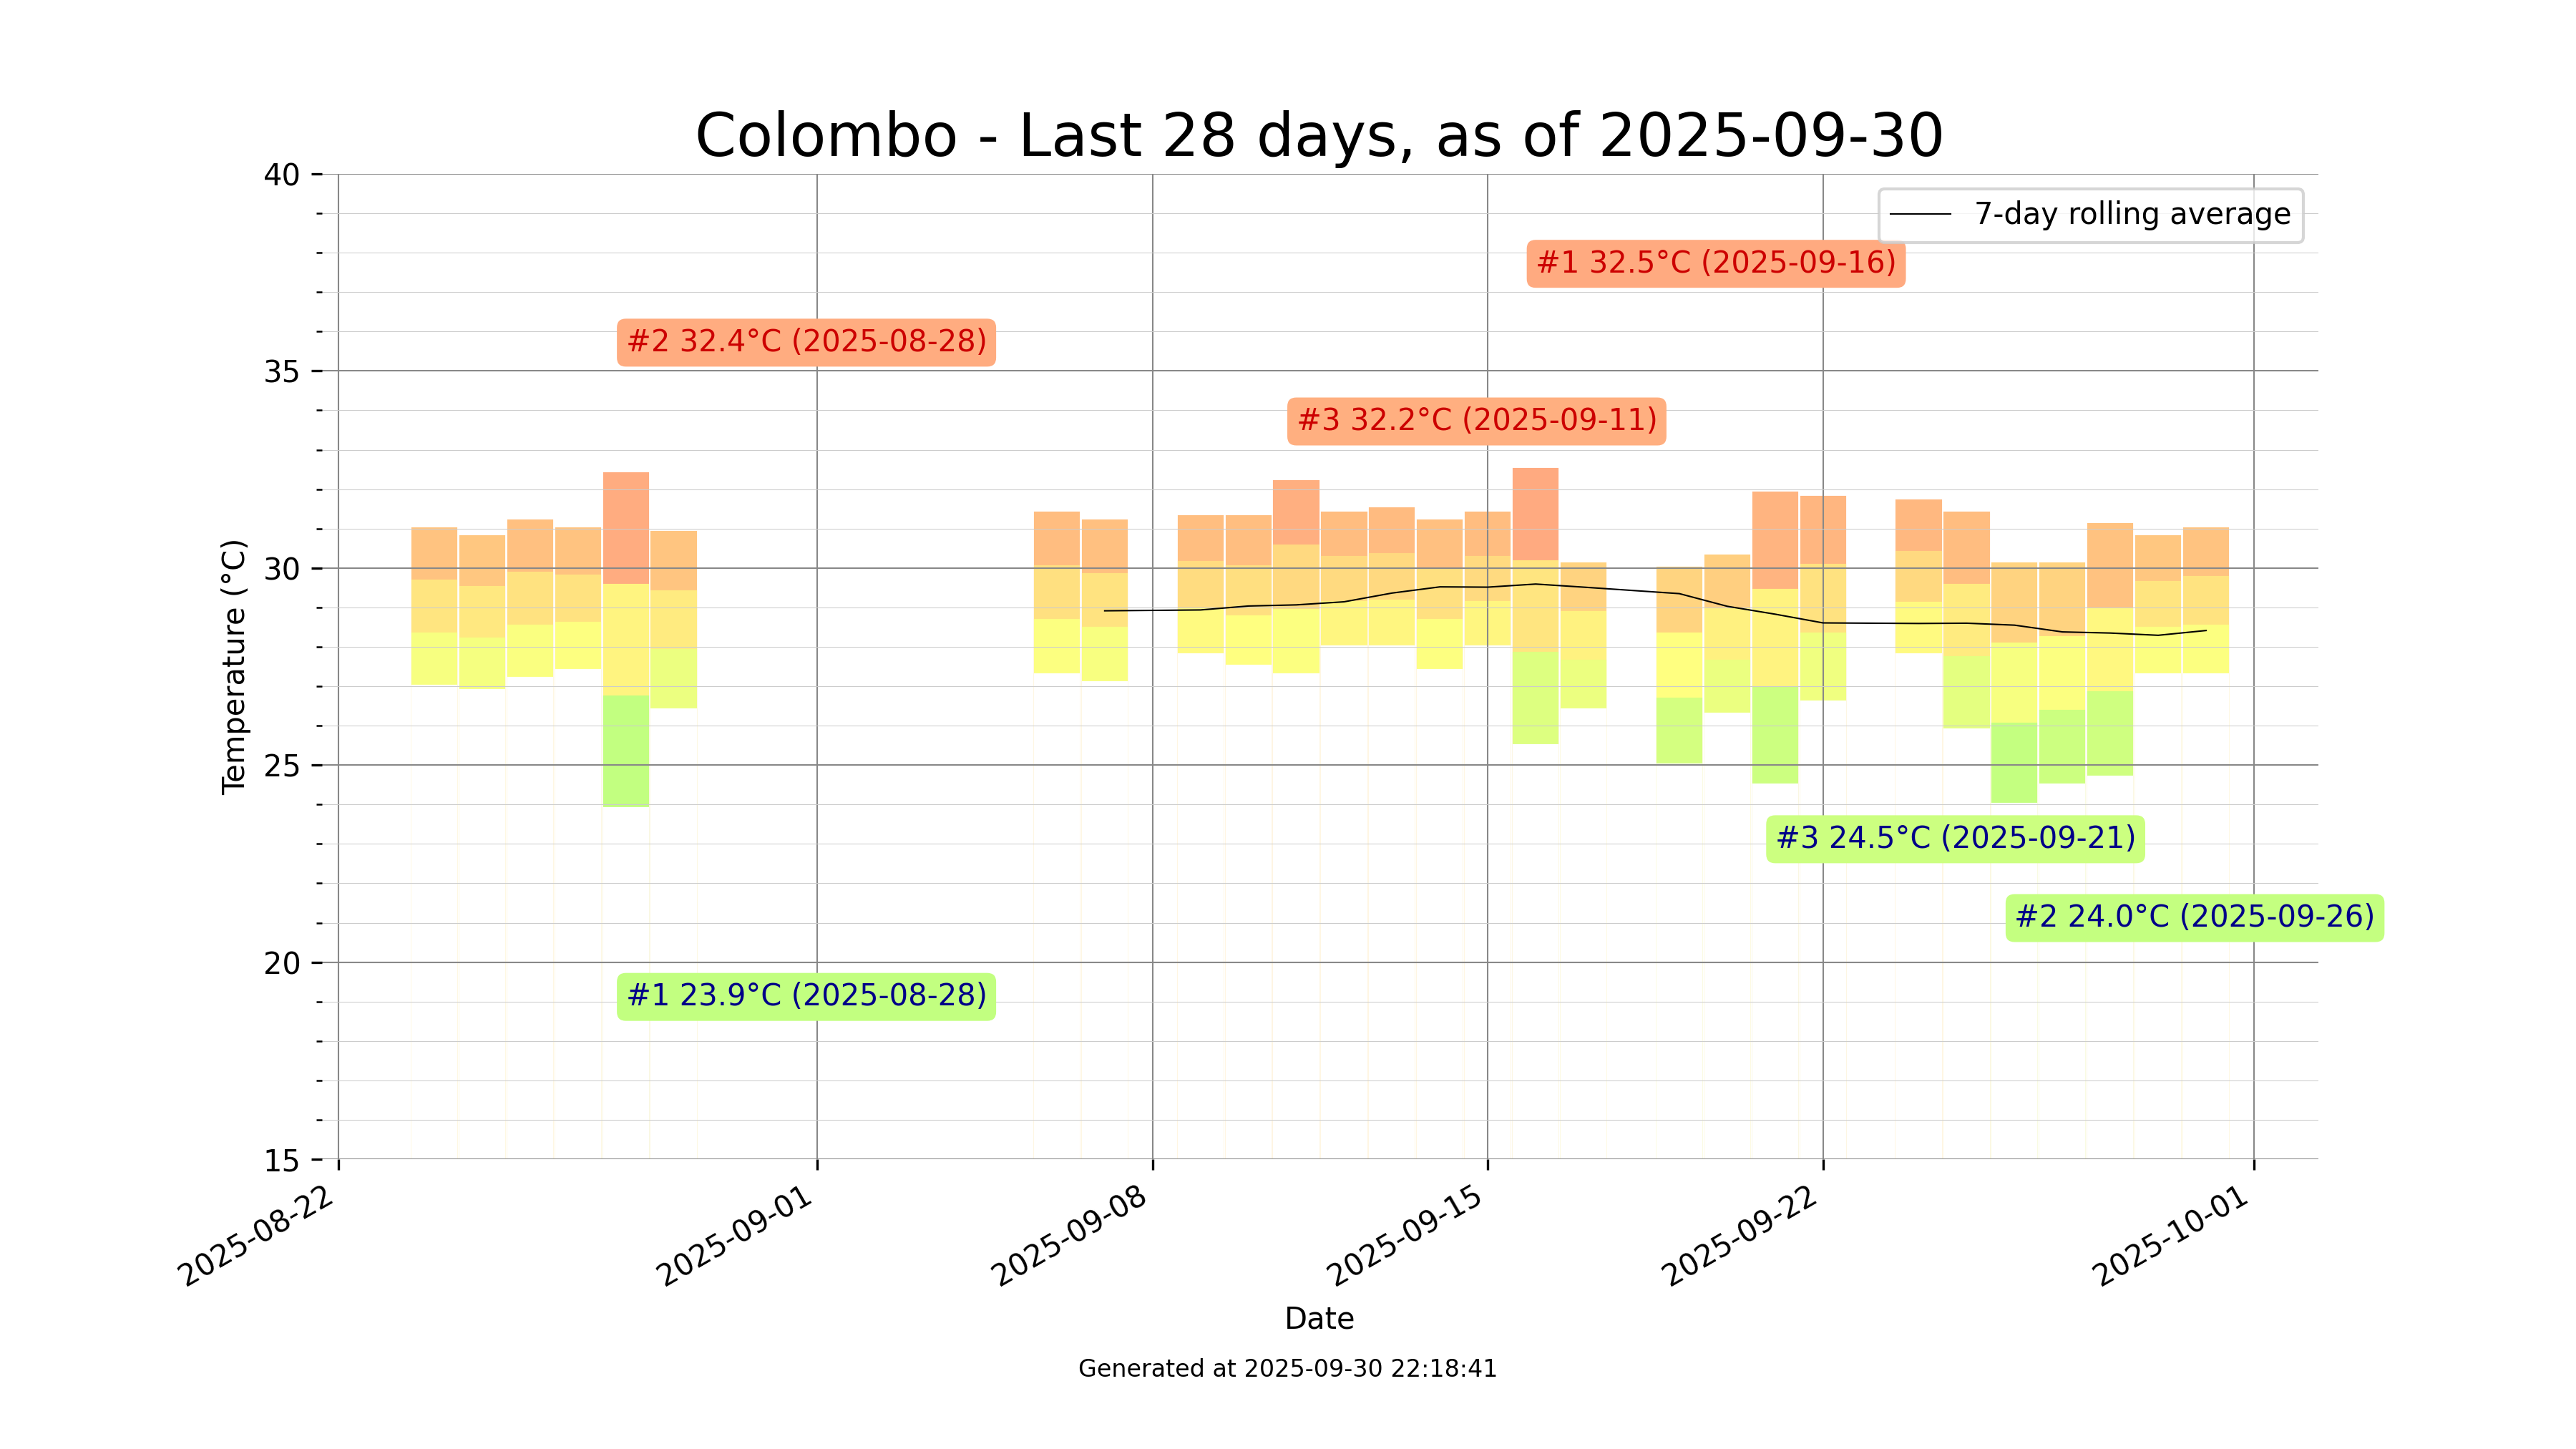 Colombo - Last 28 days, as of 2025-09-30
7-day rolling average
#1 32.5°C (2025-09-16)
#2 32.4°C (2025-08-28)
#3 32.2°C (2025-09-11)
#3 24.5°C (2025-09-21)
#2 24.0°C (2025-09-26)
#1 23.9°C (2025-08-28)
Temperature (°C)
40
35
30
25
20
15
2025-08-22
2025-09-01
2025-09-08
2025-09-15
2025-09-22
2025-10-01
Date
Generated at 2025-09-30 22:18:41